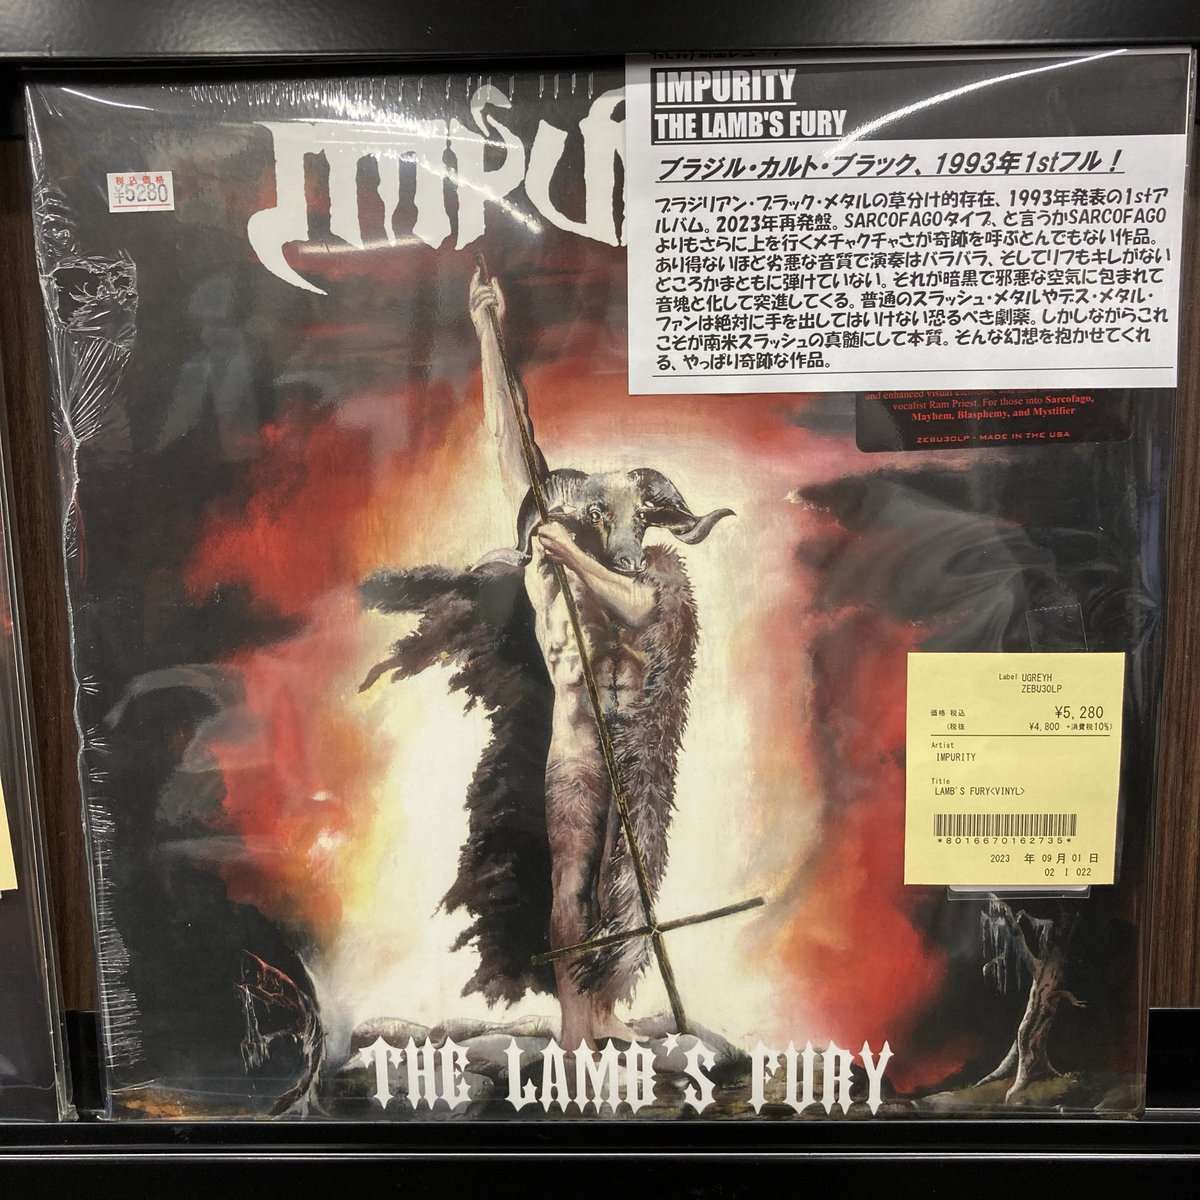 IMPURITY
THE LAMB'S FURY
ブラジル・カルト・ブラック、1993年1stフル!
ブラジリアン・ブラック・メタルの草分け的存在、1993年発表の1stア
ルバム。2023年再発盤。SARCOFAGOタイプ、と言うかSARCOFAGO
よりもさらに上を行くメチャクチャさが奇跡を呼ぶとんでもない作品。
あり得ないほど劣悪な音質で演奏はバラバラ、そしてリフもキレがない
どころかまともに弾けていない。それが暗黒で邪悪な空気に包まれて
音塊と化して突進してくる。普通のスラッシュ・メタルやデス・メタル・
ファンは絶対に手を出してはいけない恐るべき劇薬。しかしながらこれ
こそが南米スラッシュの真髄にして本質。そんな幻想を抱かせてくれ
る、やっぱり奇跡な作品。
税込価格
¥5280
and enhanced visual
vocalist Ram Priest. For those into Sarcofago,
Mayhem, Blasphemy, and Mystifier
ZEBU30LP - MADE IN THE USA
Label UGREYH
ZEBU30LP
価格 税込 ¥5,280
(税抜 ¥4,800 +消費税10%)
Artist
IMPURITY
Title
LAMB'S FURY<VINYL>
*8016670162735*
2023 年 09月 01日
02 I 022
THE LAMB'S FURY